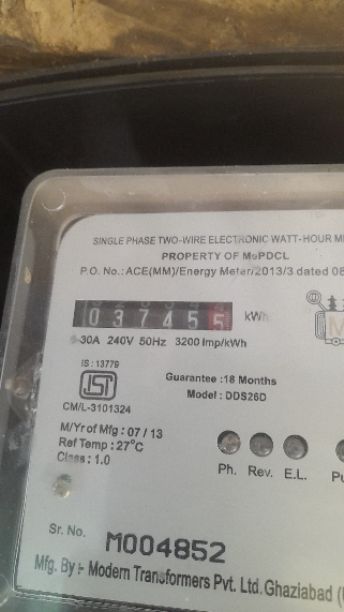 SINGLE PHASE TWO-WIRE ELECTRONIC WATT-HOUR
PROPERTY OF MePDCL
P.O. No.: ACE(MM)/Energy Meter/2013/3 dated 08
037455 kWh
-30A 240V 50Hz 3200 Imp/kWh
IS : 13779
CM/L-3101324
Guarantee :18 Months
Model : DDS26D
M/Yr of Mfg : 07 / 13
Ref Temp : 27°C
Class : 1.0
Ph. Rev. E.L.
Sr. No. M004852
Mfg. By :- Modern Transformers Pvt. Ltd. Ghaziabad